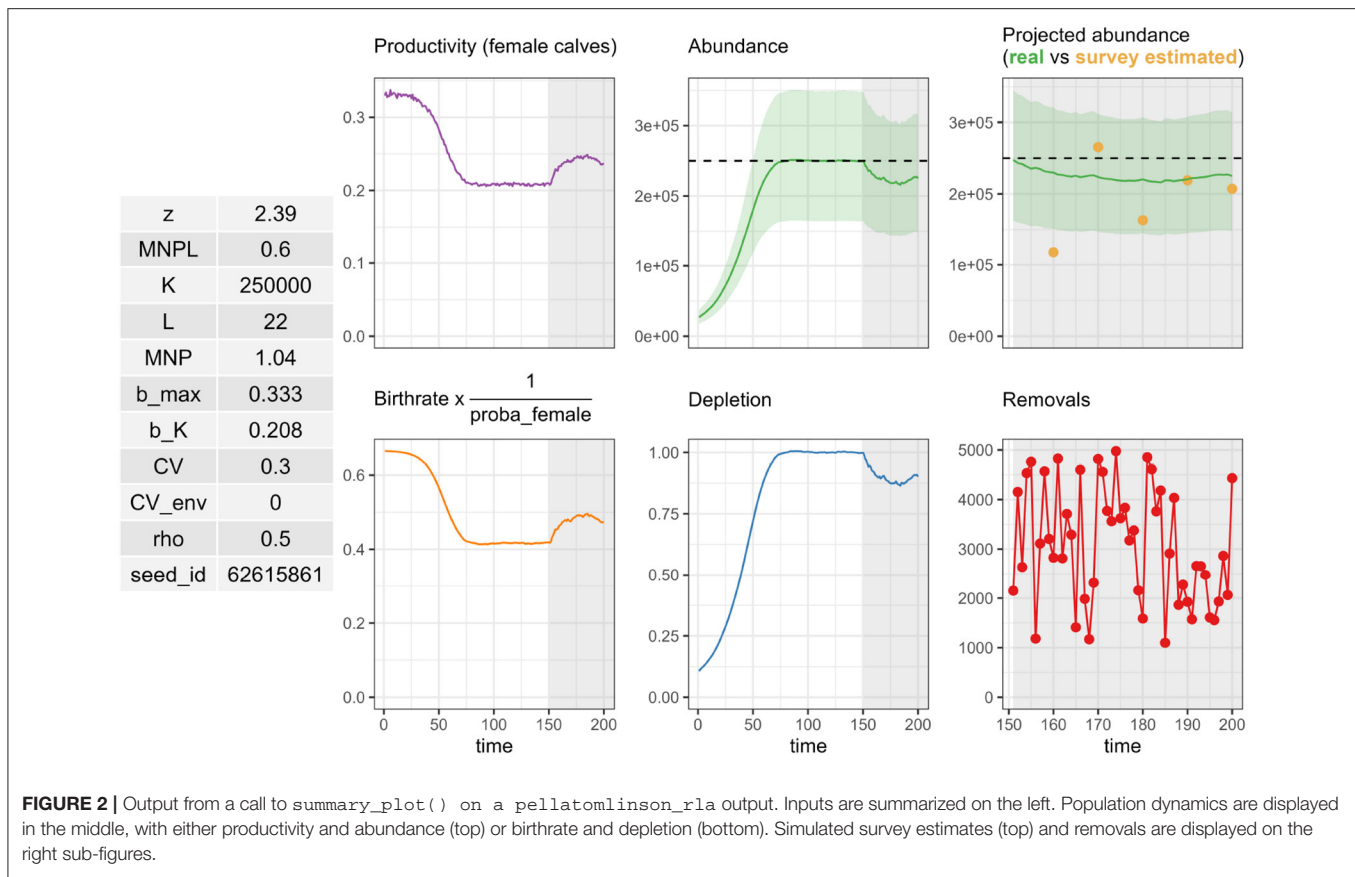 z 2.39
MNPL 0.6
K 250000
L 22
MNP 1.04
b_max 0.333
b_K 0.208
CV 0.3
CV_env 0
rho 0.5
seed_id 62615861
Productivity (female calves)
0.3
0.2
0.1
0.0
Abundance
3e+05
2e+05
1e+05
0e+00
Projected abundance
(real vs survey estimated)
3e+05
2e+05
1e+05
0e+00
Birthrate x 1
proba_female
0.6
0.4
0.2
0.0
0 50 100 150 200
time
Depletion
1.00
0.75
0.50
0.25
0.00
0 50 100 150 200
time
Removals
5000
4000
3000
2000
1000
0
150 160 170 180 190 200
time
FIGURE 2 | Output from a call to summary_plot() on a pellatomlinson_rla output. Inputs are summarized on the left. Population dynamics are displayed
in the middle, with either productivity and abundance (top) or birthrate and depletion (bottom). Simulated survey estimates (top) and removals are displayed on the
right sub-figures.